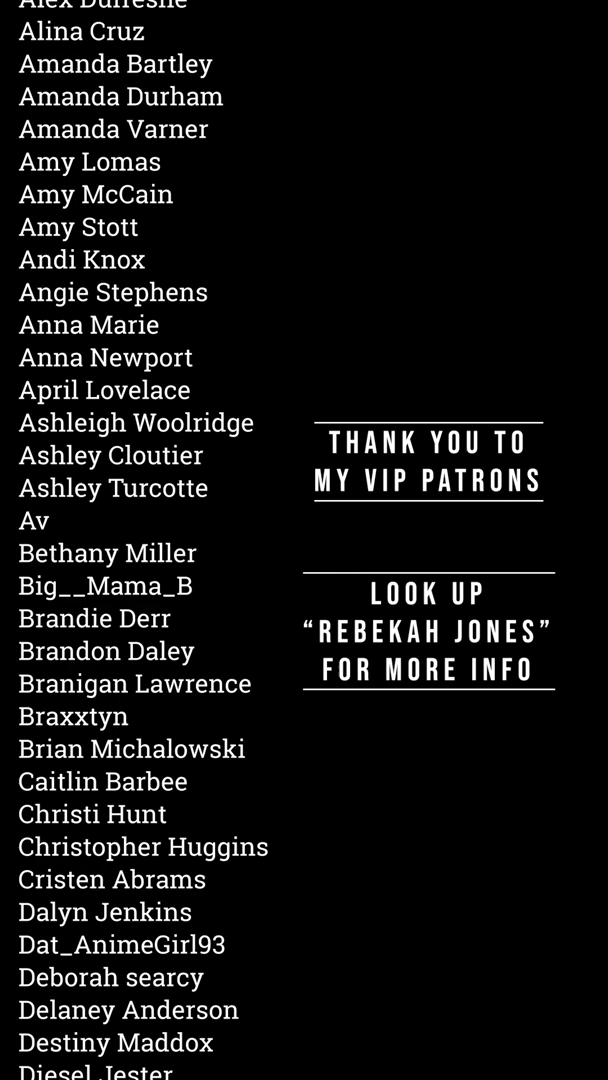 Alex Dufresne
Alina Cruz
Amanda Bartley
Amanda Durham
Amanda Varner
Amy Lomas
Amy McCain
Amy Stott
Andi Knox
Angie Stephens
Anna Marie
Anna Newport
April Lovelace
Ashleigh Woolridge
Ashley Cloutier
Ashley Turcotte
Av
Bethany Miller
Big__Mama_B
Brandie Derr
Brandon Daley
Branigan Lawrence
Braxxtyn
Brian Michalowski
Caitlin Barbee
Christi Hunt
Christopher Huggins
Cristen Abrams
Dalyn Jenkins
Dat_AnimeGirl93
Deborah searcy
Delaney Anderson
Destiny Maddox
Diesel Jester
THANK YOU TO
MY VIP PATRONS
LOOK UP
“REBEKAH JONES”
FOR MORE INFO